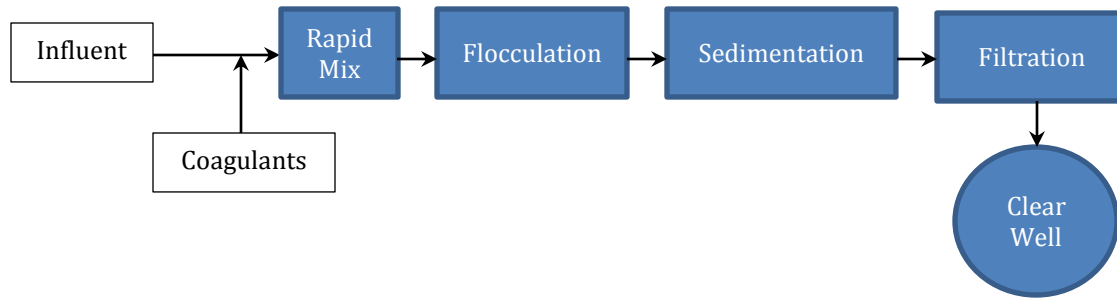 Influent
Rapid
Mix
Flocculation
Sedimentation
Filtration
Coagulants
Clear
Well